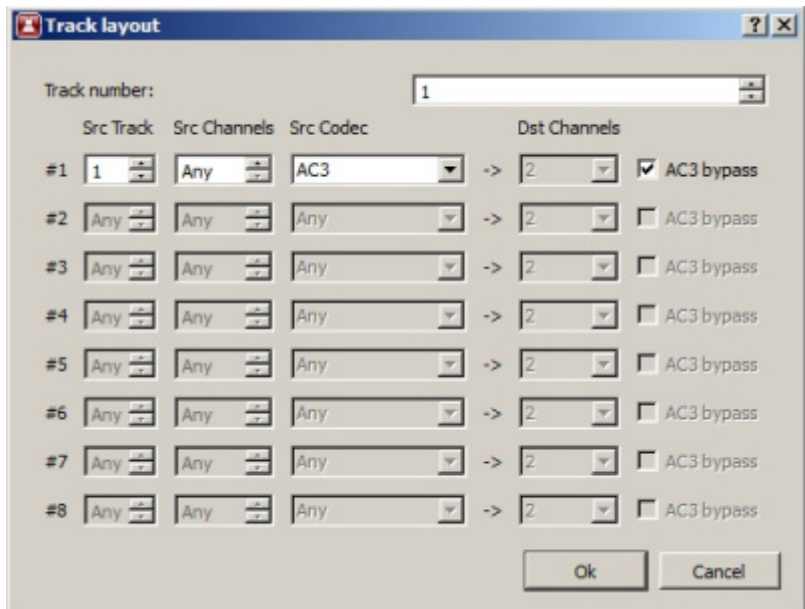 Track layout
Track number: 1
Src Track Src Channels Src Codec Dst Channels
#1 1 Any AC3 -> 2 AC3 bypass
#2 Any Any Any -> 2 AC3 bypass
#3 Any Any Any -> 2 AC3 bypass
#4 Any Any Any -> 2 AC3 bypass
#5 Any Any Any -> 2 AC3 bypass
#6 Any Any Any -> 2 AC3 bypass
#7 Any Any Any -> 2 AC3 bypass
#8 Any Any Any -> 2 AC3 bypass
Ok Cancel